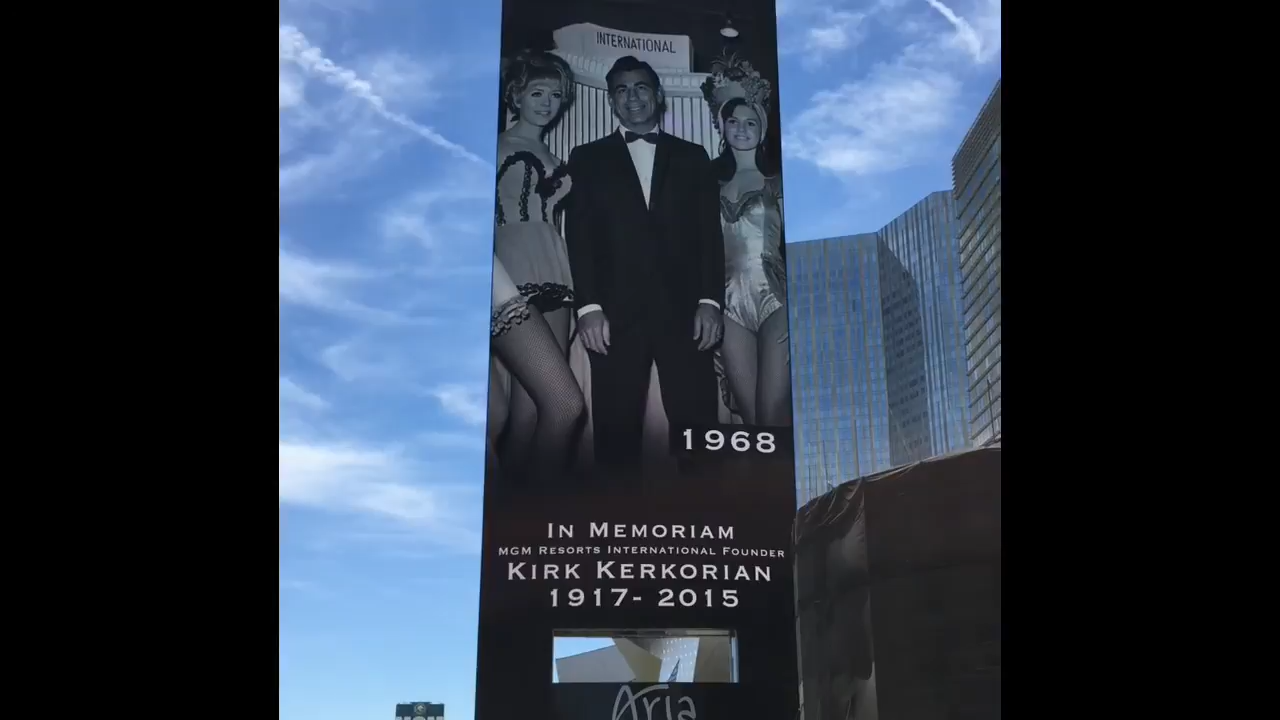 INTERNATIONAL
1968
IN MEMORIAM
MGM RESORTS INTERNATIONAL FOUNDER
KIRK KERKORIAN
1917- 2015
Aria